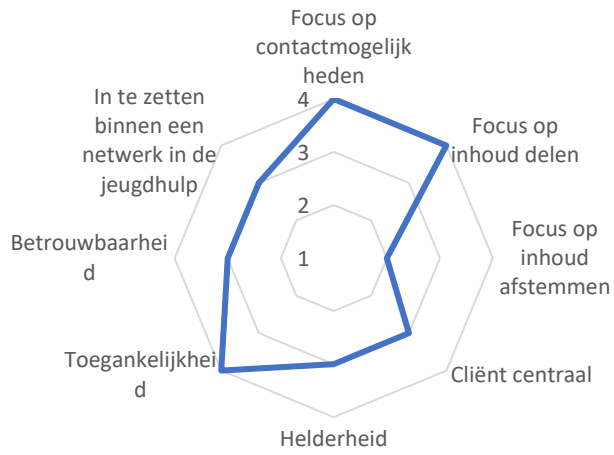 Focus op
contactmogelijk
heden
Focus op
inhoud delen
Focus op
inhoud
afstemmen
Cliënt centraal
Helderheid
Toegankelijkhei
d
Betrouwbaarhei
d
In te zetten
binnen een
netwerk in de
jeugdhulp
4
3
2
1